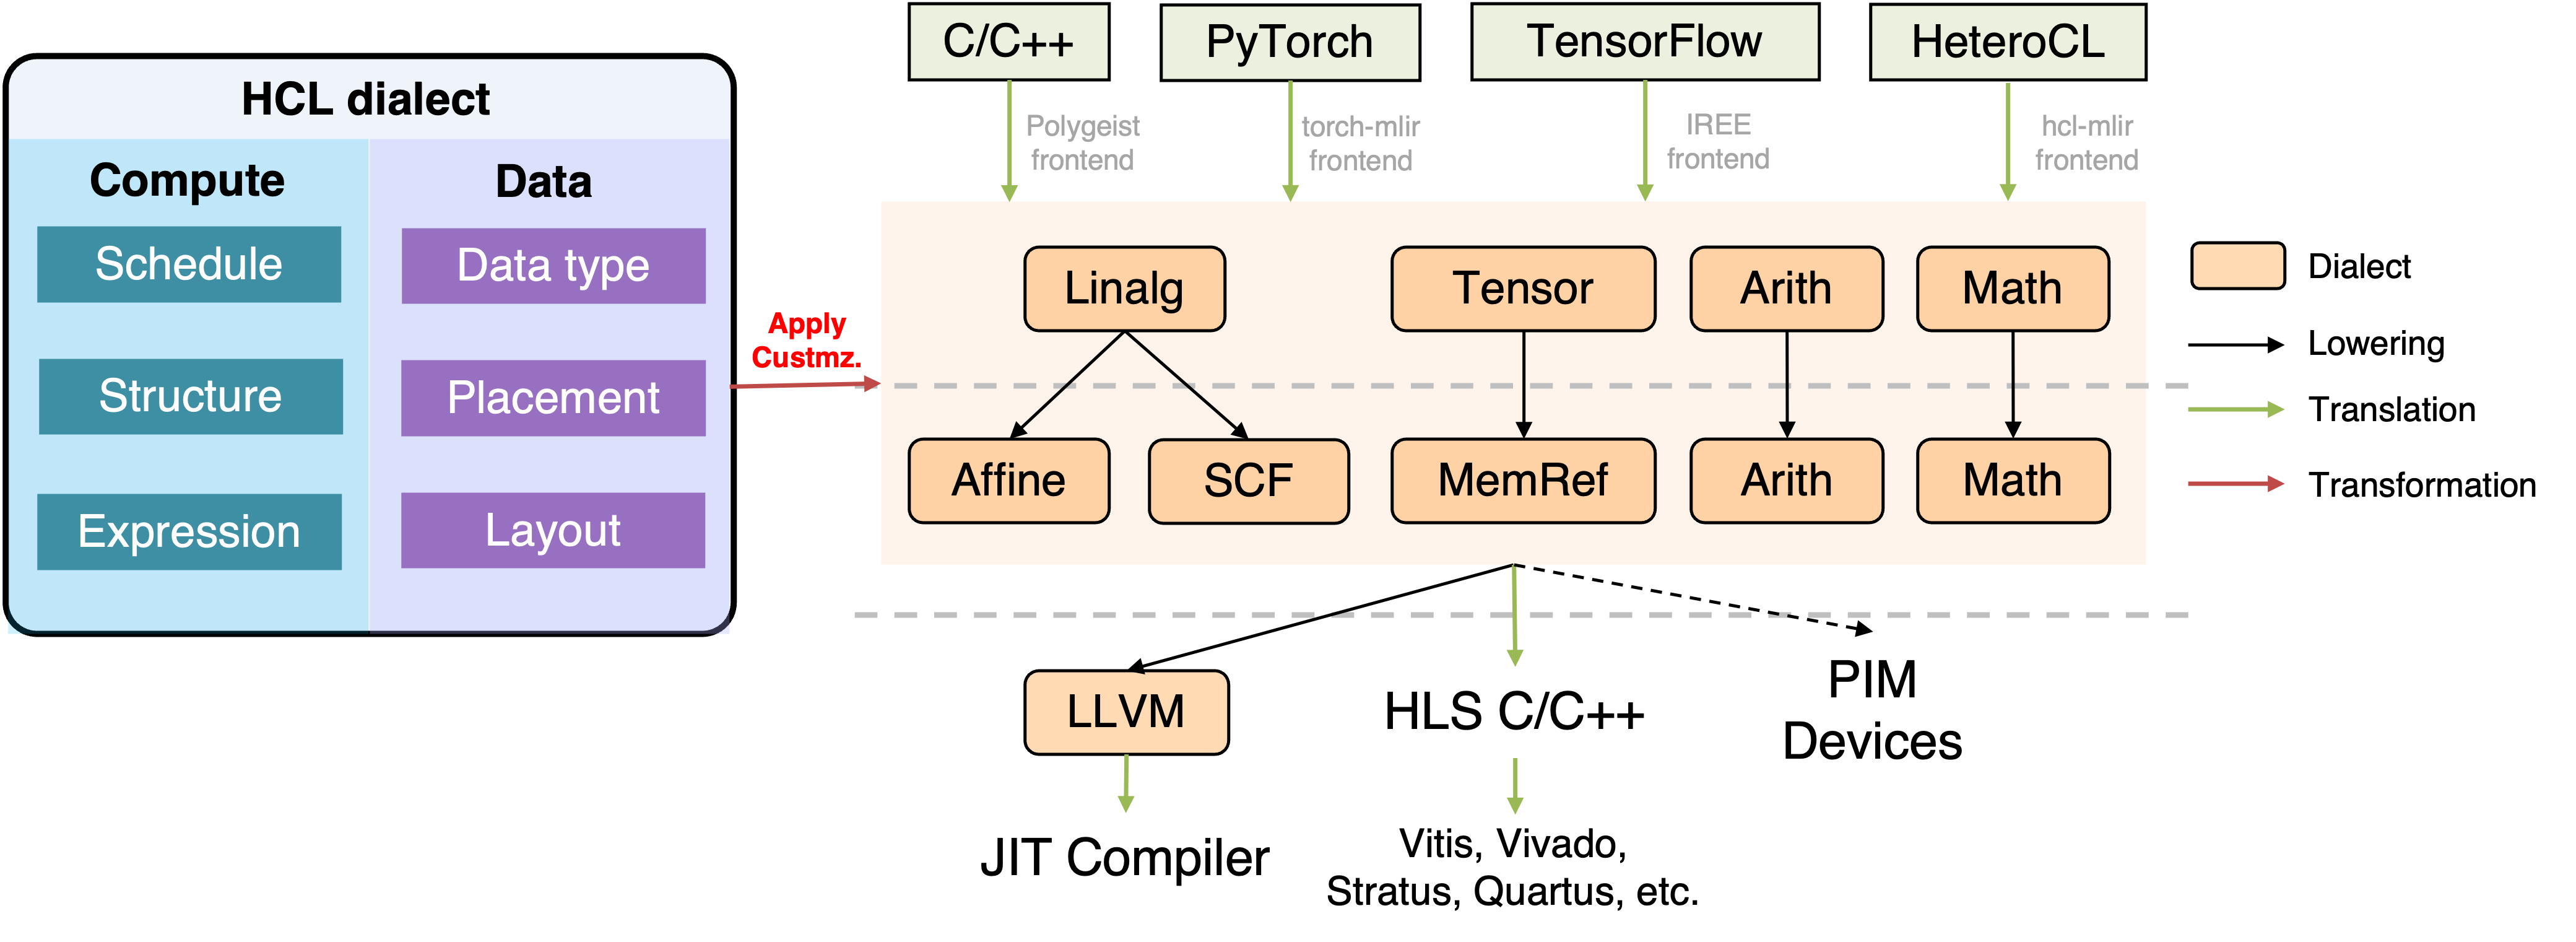 HCL dialect
Compute
Schedule
Structure
Expression
Data
Data type
Placement
Layout
Apply
Custmz.
C/C++
PyTorch
TensorFlow
HeteroCL
Polygeist
frontend
torch-mlir
frontend
IREE
frontend
hcl-mlir
frontend
Linalg
Tensor
Arith
Math
Affine
SCF
MemRef
Arith
Math
LLVM
JIT Compiler
HLS C/C++
Vitis, Vivado,
Stratus, Quartus, etc.
PIM
Devices
Dialect
Lowering
Translation
Transformation